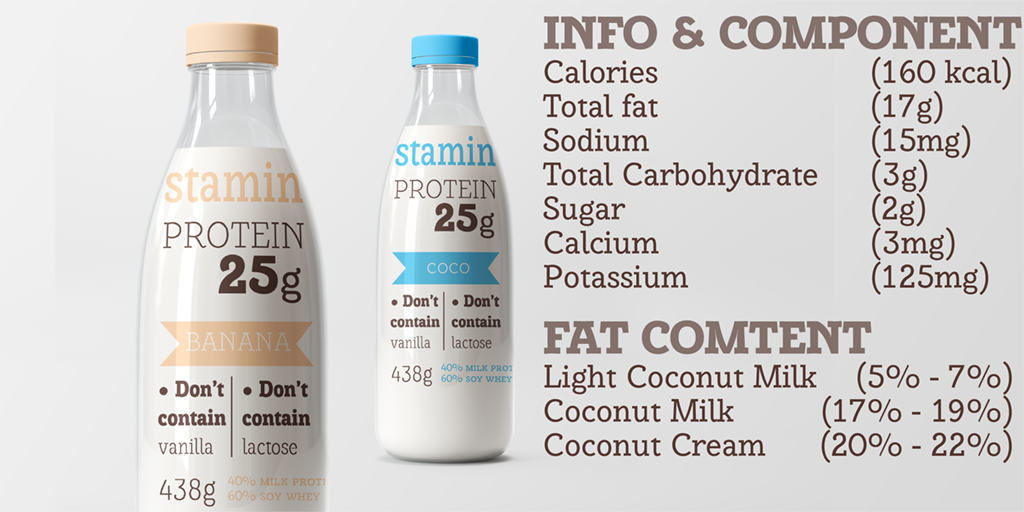 stamin
PROTEIN
25g
BANANA
• Don't
contain
vanilla
• Don't
contain
lactose
438g
40% MILK PROTI
60% SOY WHEY
stamin
PROTEIN
25g
COCO
• Don't
contain
vanilla
• Don't
contain
lactose
438g
40% MILK PROT
60% SOY WHEY
INFO & COMPONENT
Calories (160 kcal)
Total fat (17g)
Sodium (15mg)
Total Carbohydrate (3g)
Sugar (2g)
Calcium (3mg)
Potassium (125mg)
FAT COMTENT
Light Coconut Milk (5% - 7%)
Coconut Milk (17% - 19%)
Coconut Cream (20% - 22%)